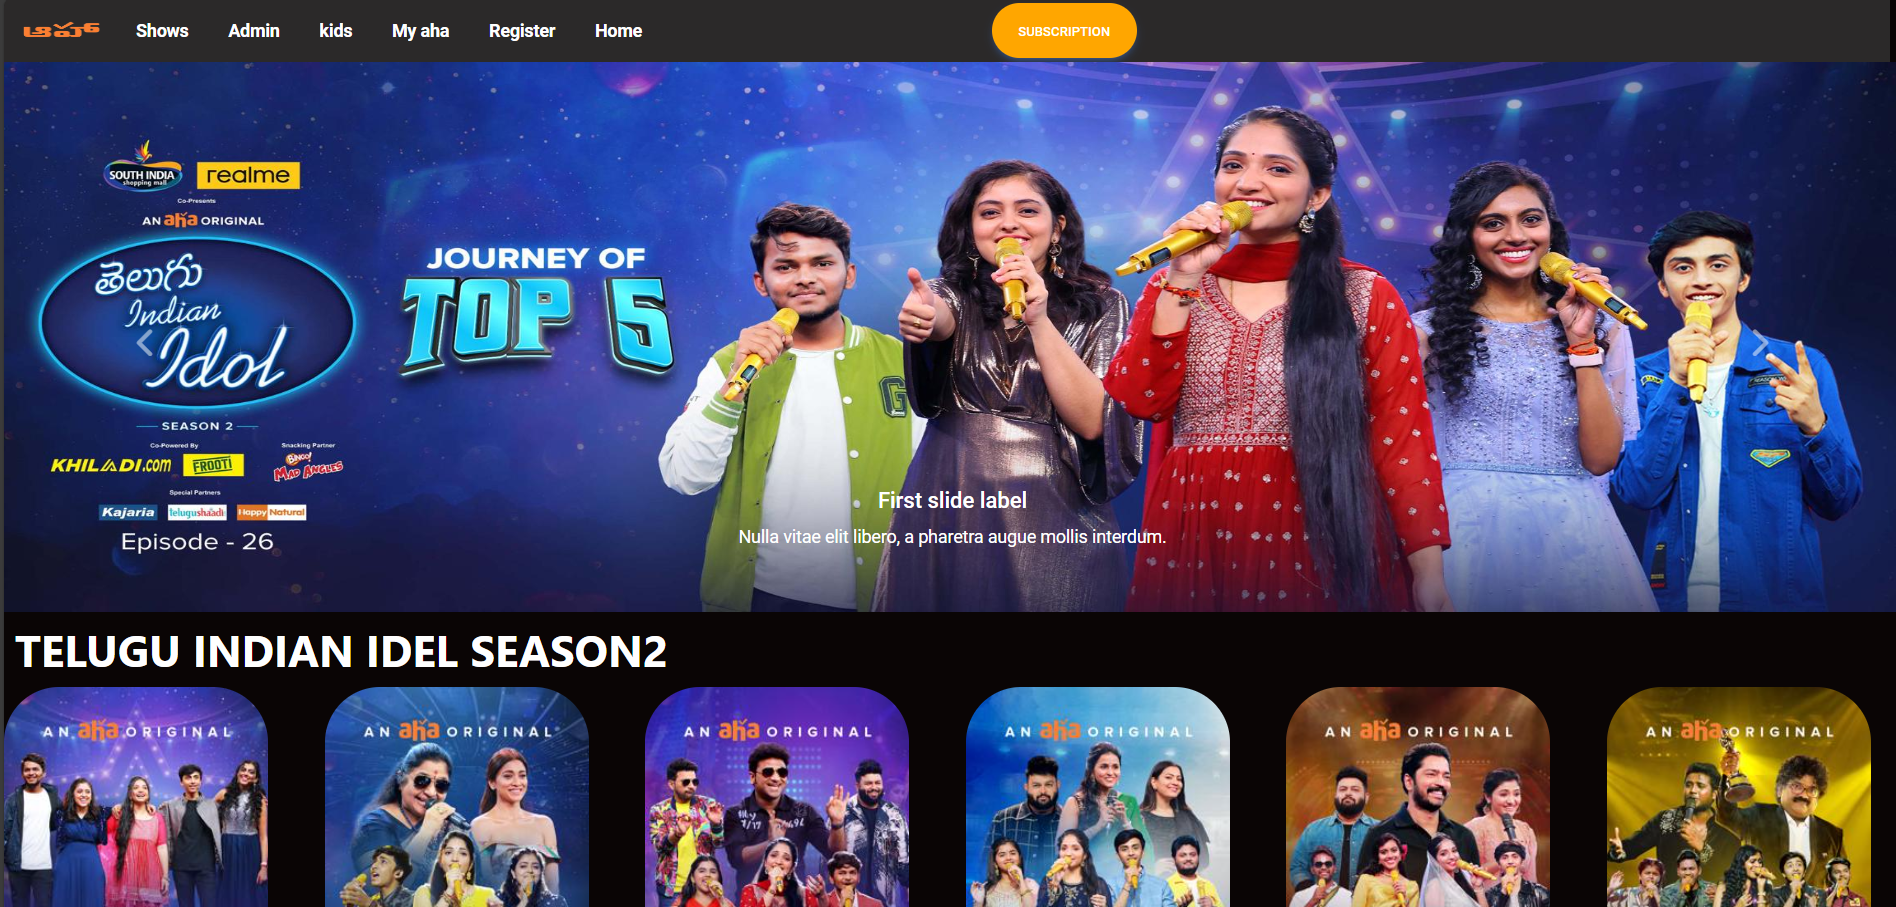 ఆహా
Shows Admin kids My aha Register Home SUBSCRIPTION
SOUTH INDIA
shopping mall
realme
Co-Presents
AN aha ORIGINAL
తెలుగు
Indian
Idol
SEASON 2
Co-Powered By
Snacking Partner
KHILADI.com FROOTI BiNGO!
MAD ANGLES
Special Partners
Kajaria telugushaadi Happy Natural
Episode - 26
JOURNEY OF
TOP 5
G
First slide label
Nulla vitae elit libero, a pharetra augue mollis interdum.
TELUGU INDIAN IDEL SEASON2
AN aha ORIGINAL
AN aha ORIGINAL
AN aha ORIGINAL
AN aha ORIGINAL
AN aha ORIGINAL
AN aha ORIGINAL